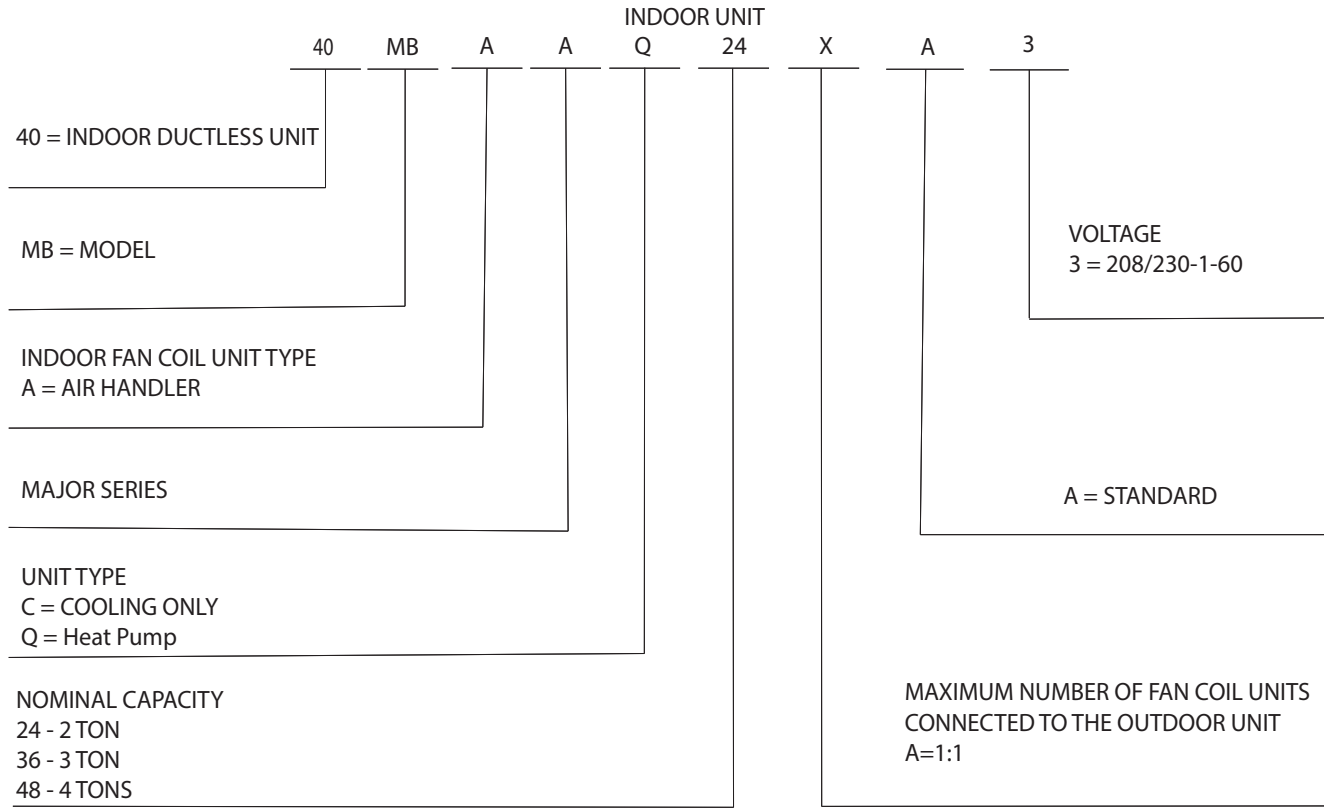 INDOOR UNIT
40 MB A A Q 24 X A 3
40 = INDOOR DUCTLESS UNIT
MB = MODEL
VOLTAGE
3 = 208/230-1-60
INDOOR FAN COIL UNIT TYPE
A = AIR HANDLER
MAJOR SERIES
A = STANDARD
UNIT TYPE
C = COOLING ONLY
Q = Heat Pump
NOMINAL CAPACITY
24 - 2 TON
36 - 3 TON
48 - 4 TONS
MAXIMUM NUMBER OF FAN COIL UNITS
CONNECTED TO THE OUTDOOR UNIT
A=1:1